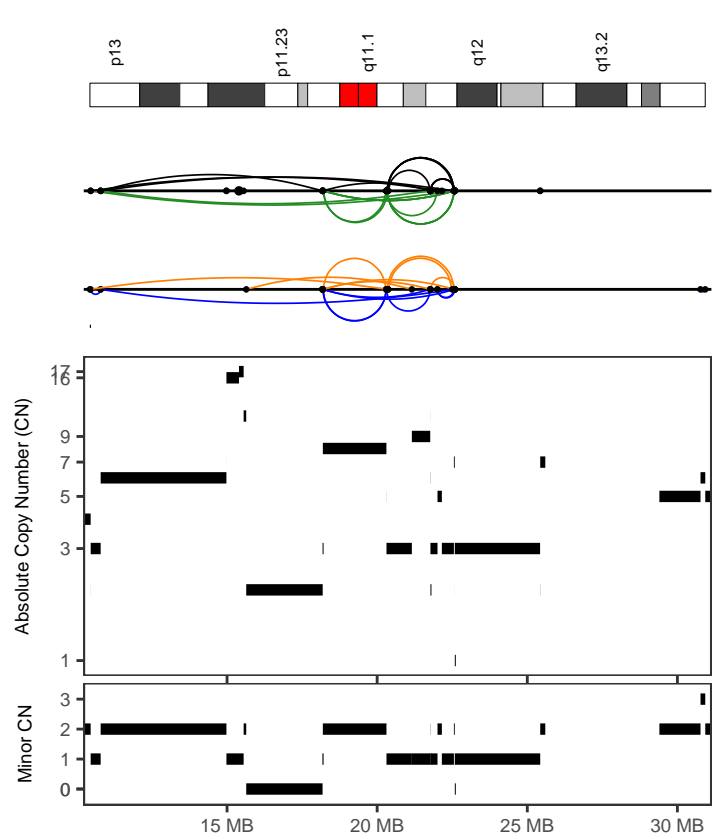 p13
p11.23
q11.1
q12
q13.2
Absolute Copy Number (CN)
17
16
9
7
5
3
1
Minor CN
3
2
1
0
15 MB
20 MB
25 MB
30 MB